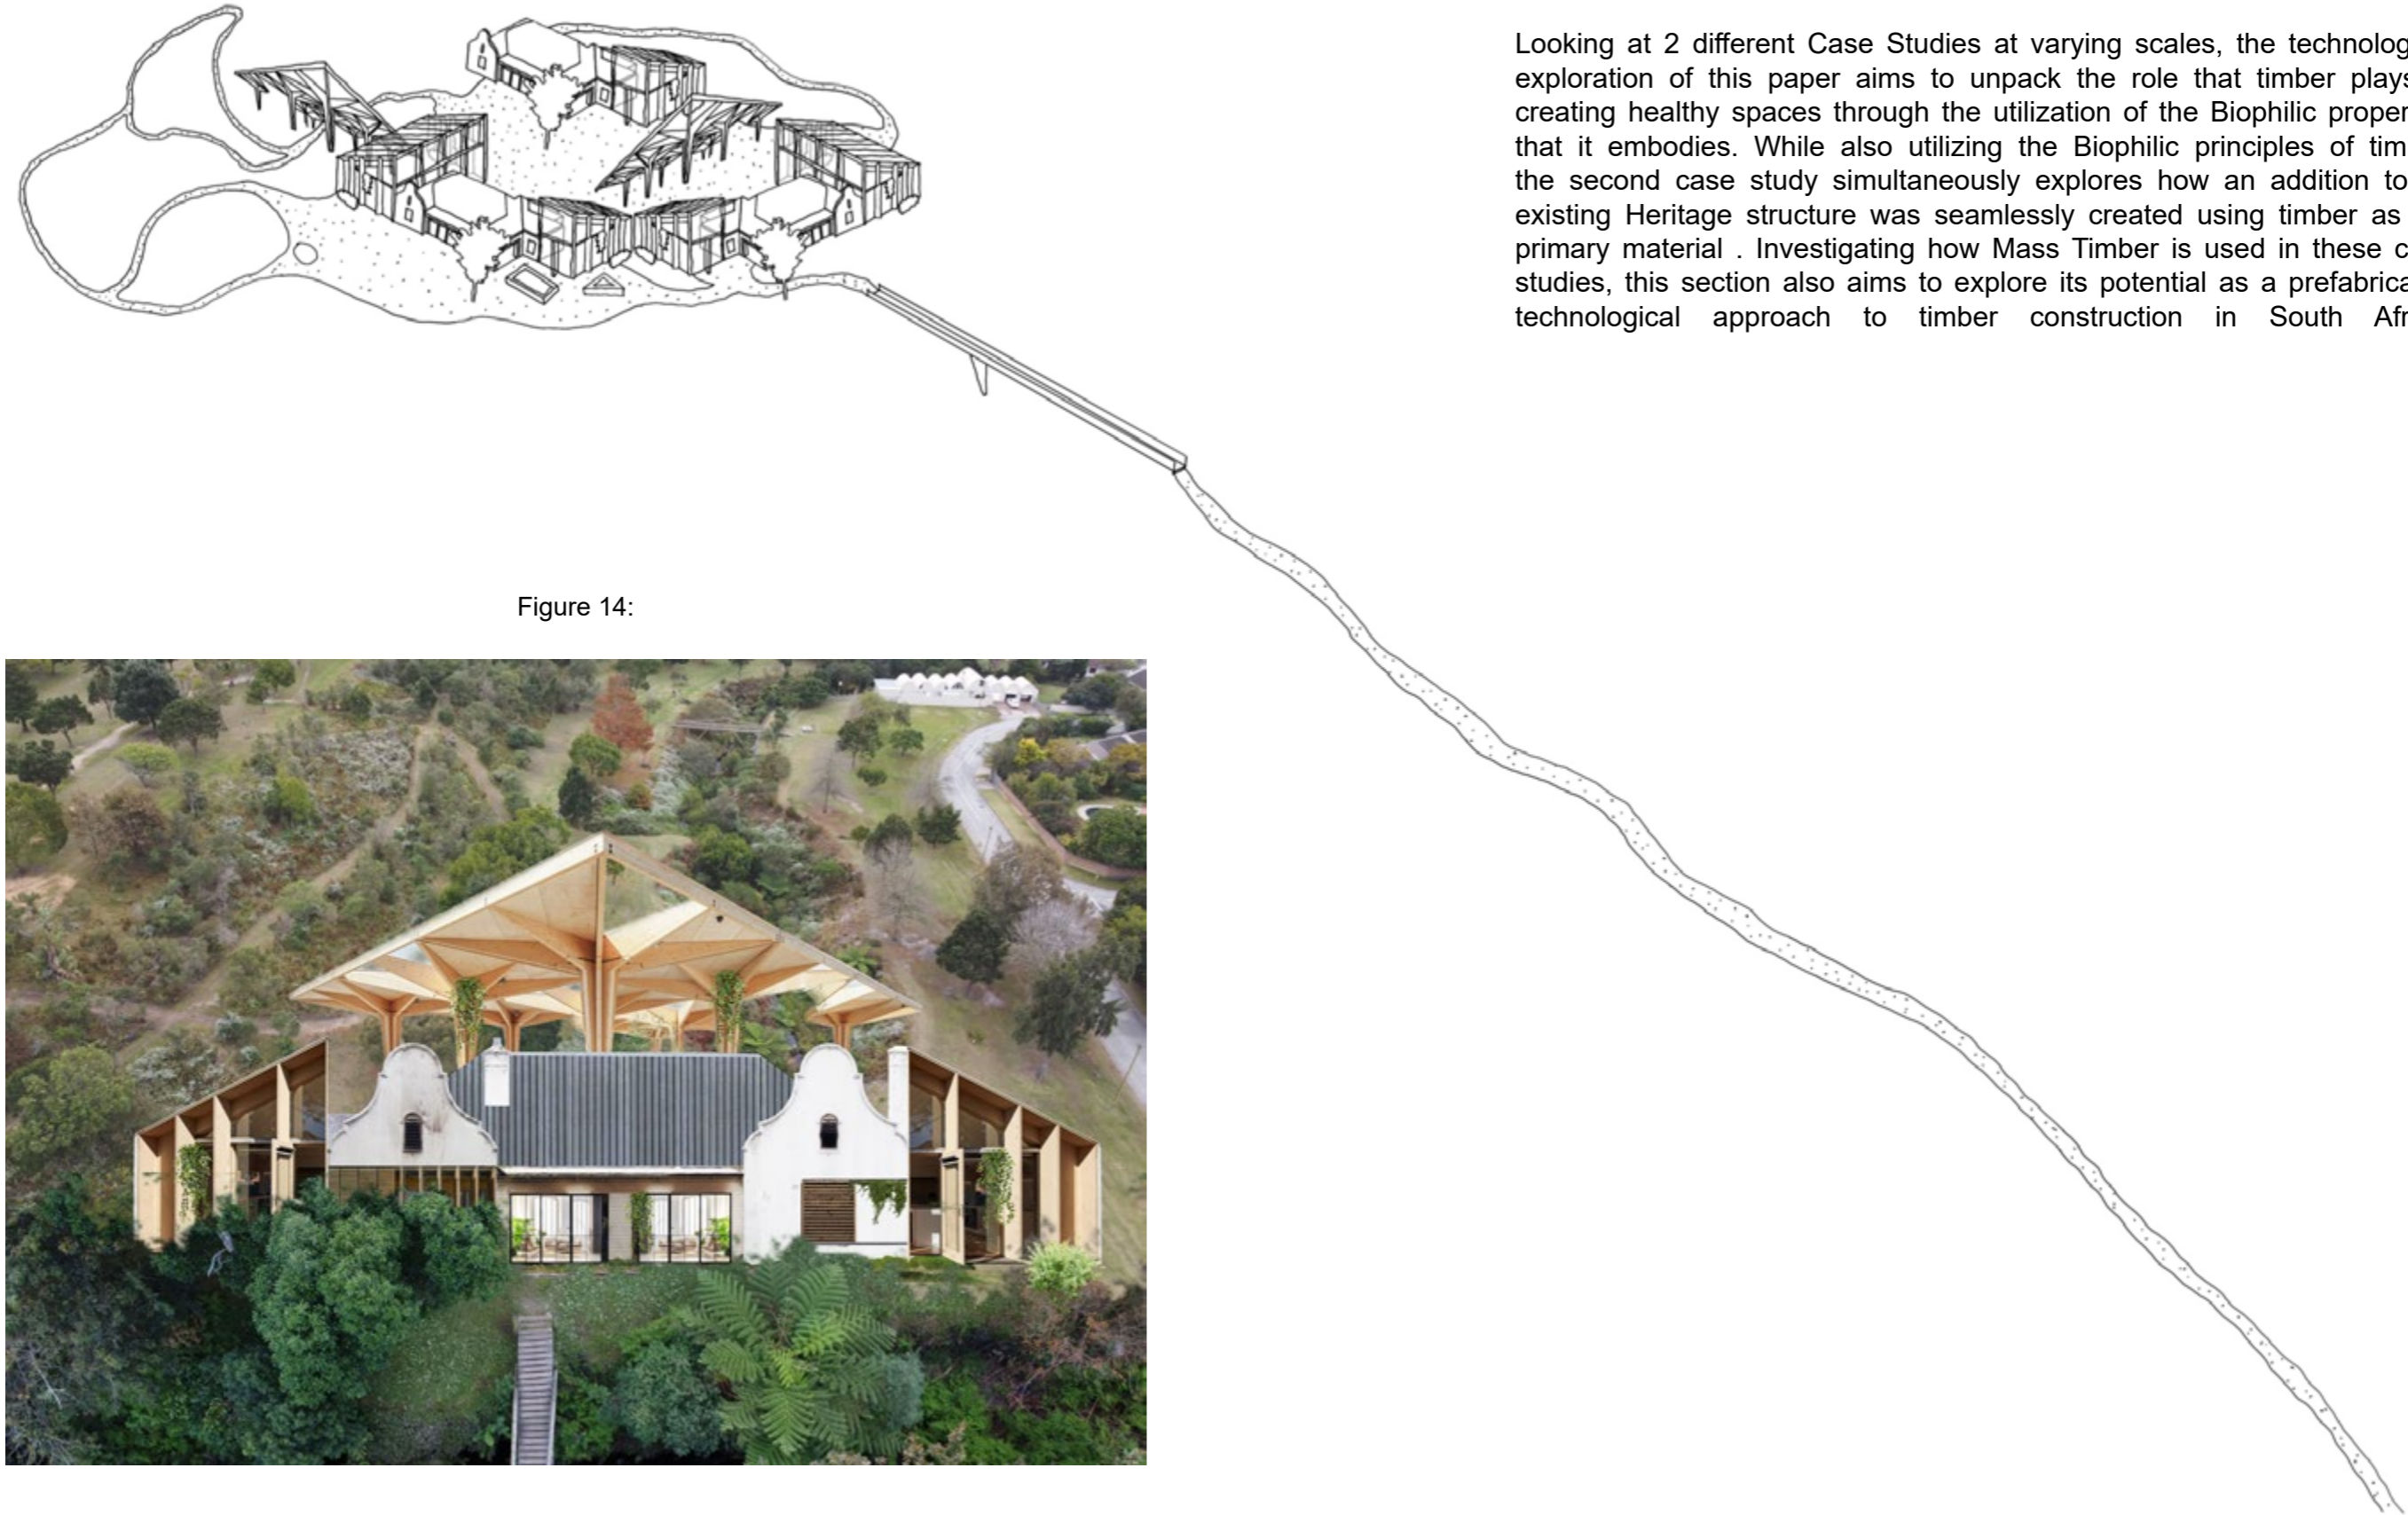 Looking at 2 different Case Studies at varying scales, the technolog
exploration of this paper aims to unpack the role that timber plays
creating healthy spaces through the utilization of the Biophilic proper
that it embodies. While also utilizing the Biophilic principles of tim
the second case study simultaneously explores how an addition to
existing Heritage structure was seamlessly created using timber as
primary material . Investigating how Mass Timber is used in these c
studies, this section also aims to explore its potential as a prefabrica
technological approach to timber construction in South Afr
Figure 14: